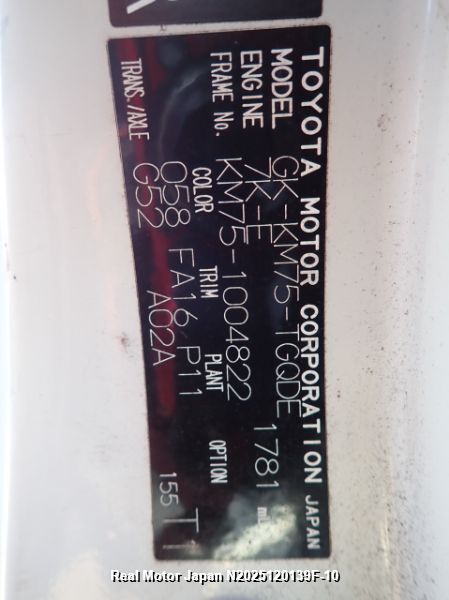 TOYOTA MOTOR CORPORATION JAPAN
MODEL GK-KM75-TGQDE
ENGINE 7K-E 1781 mL
FRAME No. KM75-1004822
COLOR TRIM PLANT OPTION
058 FA16 P11
TRANS./AXLE G52 A02A
155 T
Real Motor Japan N2025120139F-10